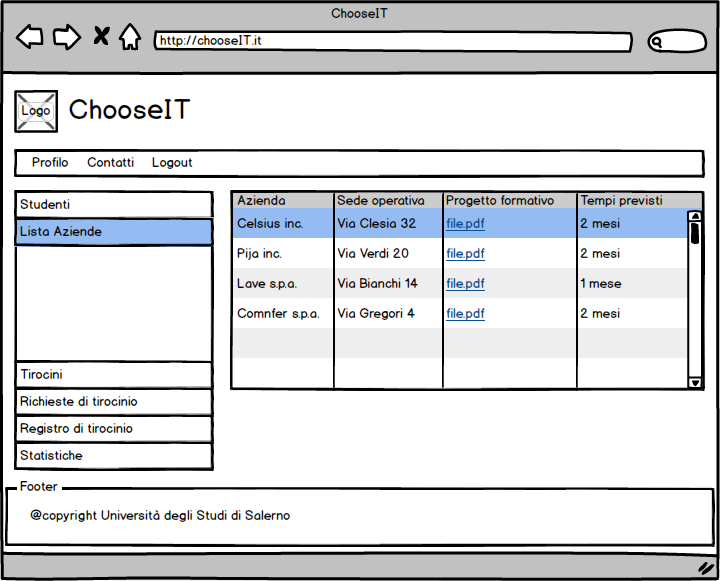 ChooseIT
http://chooseIT.it
Logo
ChooseIT
Profilo Contatti Logout
Studenti
Lista Aziende
Tirocini
Richieste di tirocinio
Registro di tirocinio
Statistiche
Azienda Sede operativa Progetto formativo Tempi previsti
Celsius inc. Via Clesia 32 file.pdf 2 mesi
Pija inc. Via Verdi 20 file.pdf 2 mesi
Lave s.p.a. Via Bianchi 14 file.pdf 1 mese
Comnfer s.p.a. Via Gregori 4 file.pdf 2 mesi
Footer
@copyright Università degli Studi di Salerno